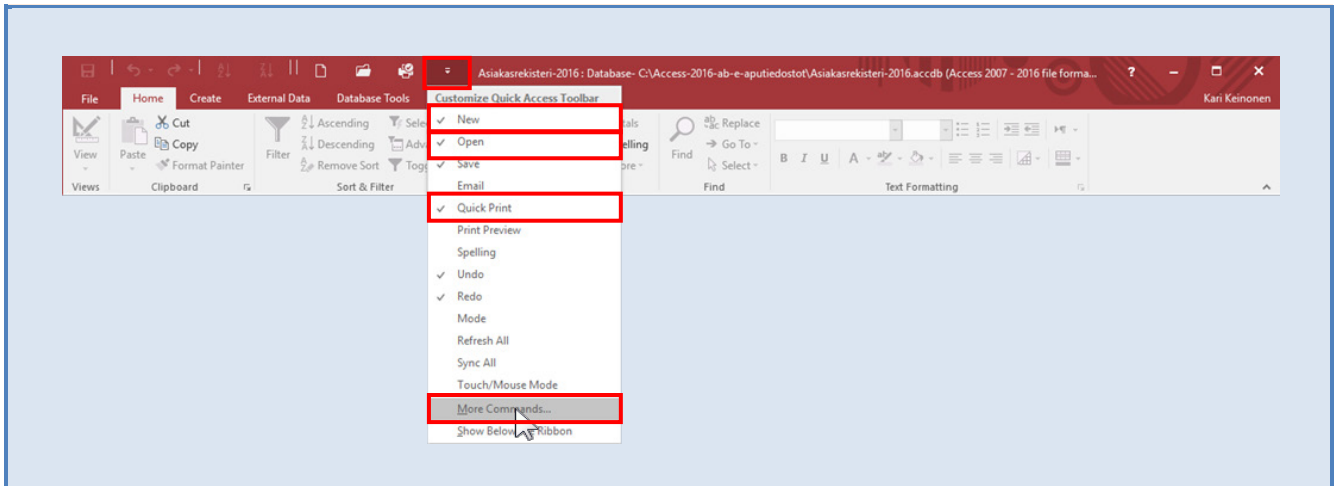 Asiakasrekisteri-2016 : Database- C:\Access-2016-ab-e-aputiedostot\Asiakasrekisteri-2016.accdb (Access 2007 - 2016 file forma... ?
File Home Create External Data Database Tools Kari Keinonen
Customize Quick Access Toolbar
New
Open
Save
Email
Quick Print
Print Preview
Spelling
Undo
Redo
Mode
Refresh All
Sync All
Touch/Mouse Mode
More Commands...
Show Below Ribbon
View
Views
Paste
Cut
Copy
Format Painter
Clipboard
Filter
Ascending
Descending
Remove Sort
Sort & Filter
Find
Replace
Go To
Select
Find
B I U A
Text Formatting